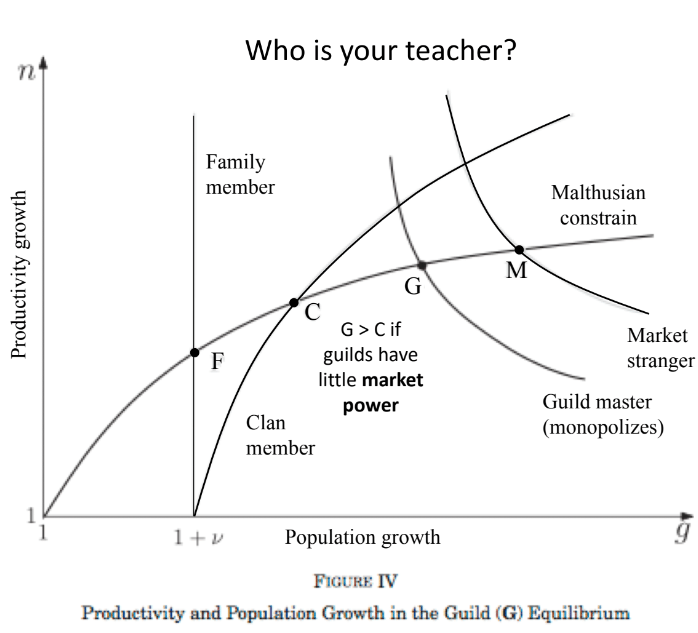 Who is your teacher?
n
Family
member
Malthusian
constrain
Productivity growth
M
G
C
F
G > C if
guilds have
little market
power
Market
stranger
Guild master
(monopolizes)
Clan
member
1
1
1 + ν
Population growth
g
FIGURE IV
Productivity and Population Growth in the Guild (G) Equilibrium